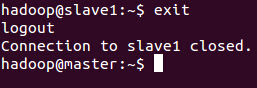 hadoop@slave1:~$ exit
logout
Connection to slave1 closed.
hadoop@master:~$